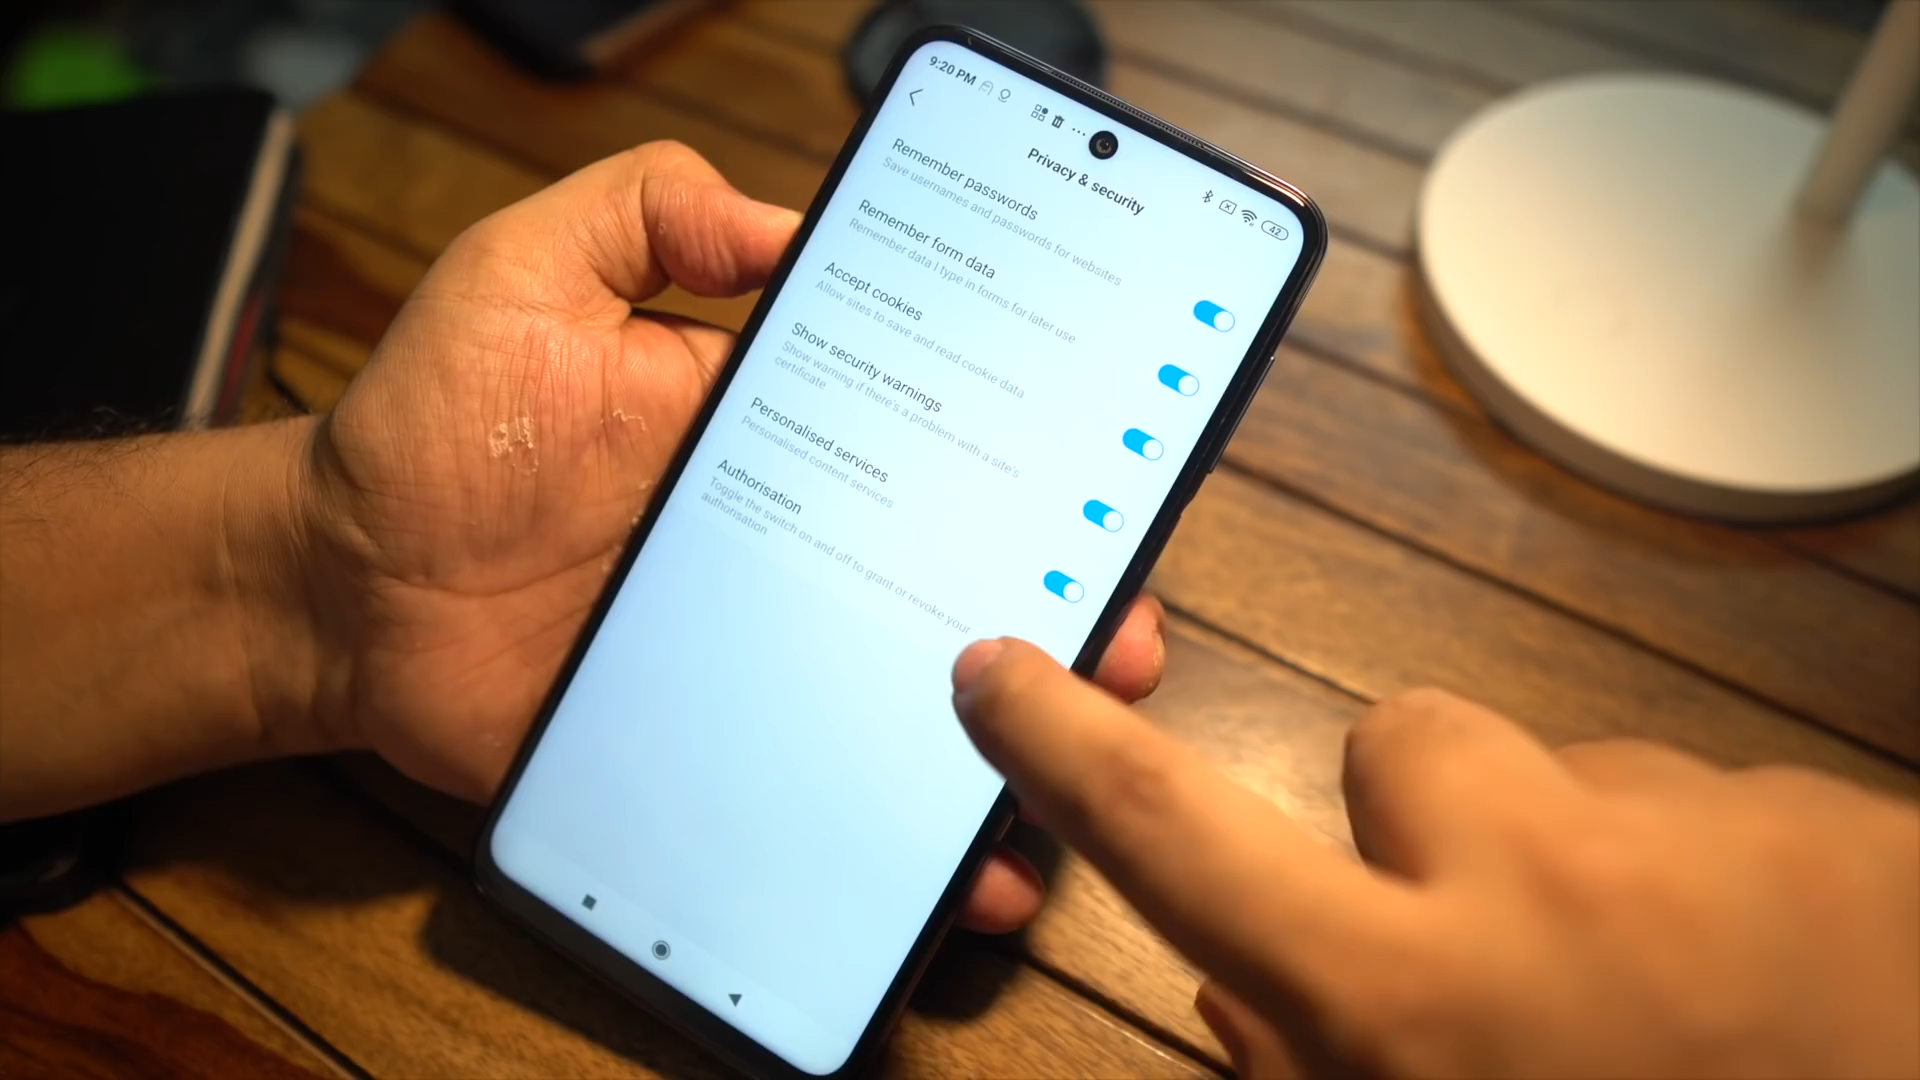 9:20 PM
42
Privacy & security
Remember passwords
Save usernames and passwords for websites
Remember form data
Remember data I type in forms for later use
Accept cookies
Allow sites to save and read cookie data
Show security warnings
Show warning if there's a problem with a site's
certificate
Personalised services
Personalised content services
Authorisation
Toggle the switch on and off to grant or revoke your
authorisation